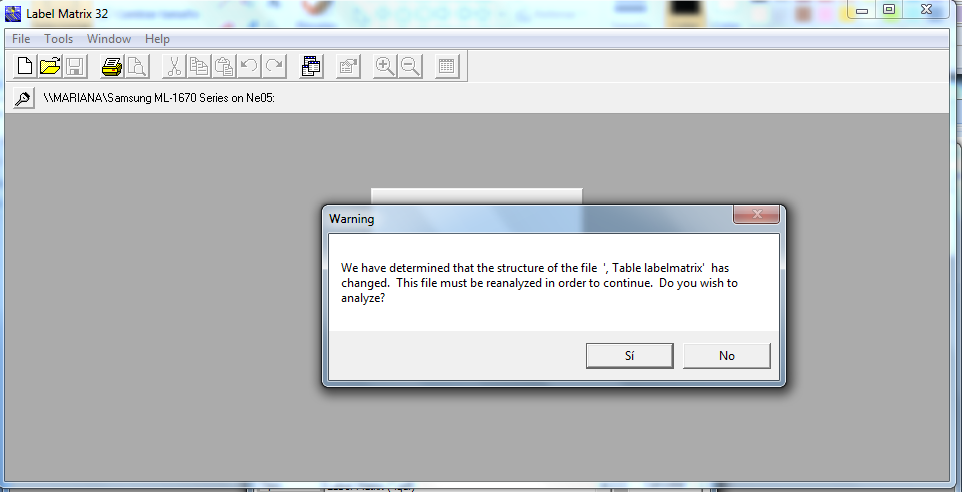 Label Matrix 32
File Tools Window Help
\\MARIANA\Samsung ML-1670 Series on Ne05:
Warning
We have determined that the structure of the file ', Table labelmatrix' has
changed. This file must be reanalyzed in order to continue. Do you wish to
analyze?
Sí No